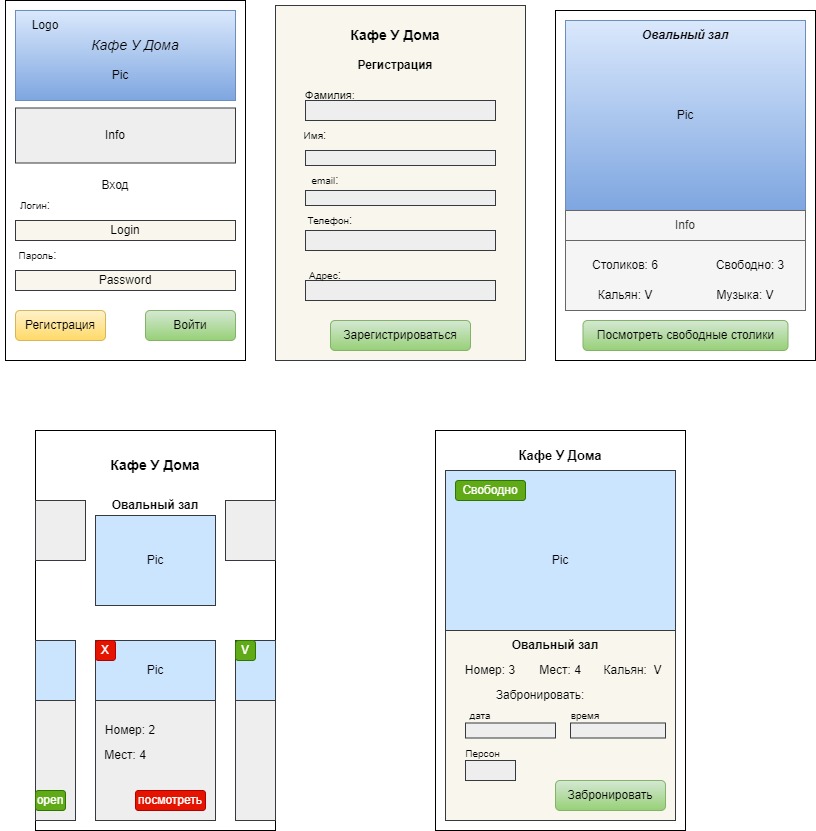 Logo
Кафе У Дома
Pic
Info
Вход
Логин:
Login
Пароль:
Password
Регистрация
Войти
Кафе У Дома
Регистрация
Фамилия:
Имя:
email:
Телефон:
Адрес:
Зарегистрироваться
Овальный зал
Pic
Info
Столиков: 6
Свободно: 3
Кальян: V
Музыка: V
Посмотреть свободные столики
Кафе У Дома
Овальный зал
Pic
X
Pic
V
Номер: 2
Мест: 4
open
посмотреть
Кафе У Дома
Свободно
Pic
Овальный зал
Номер: 3
Мест: 4
Кальян: V
Забронировать:
дата
время
Персон
Забронировать